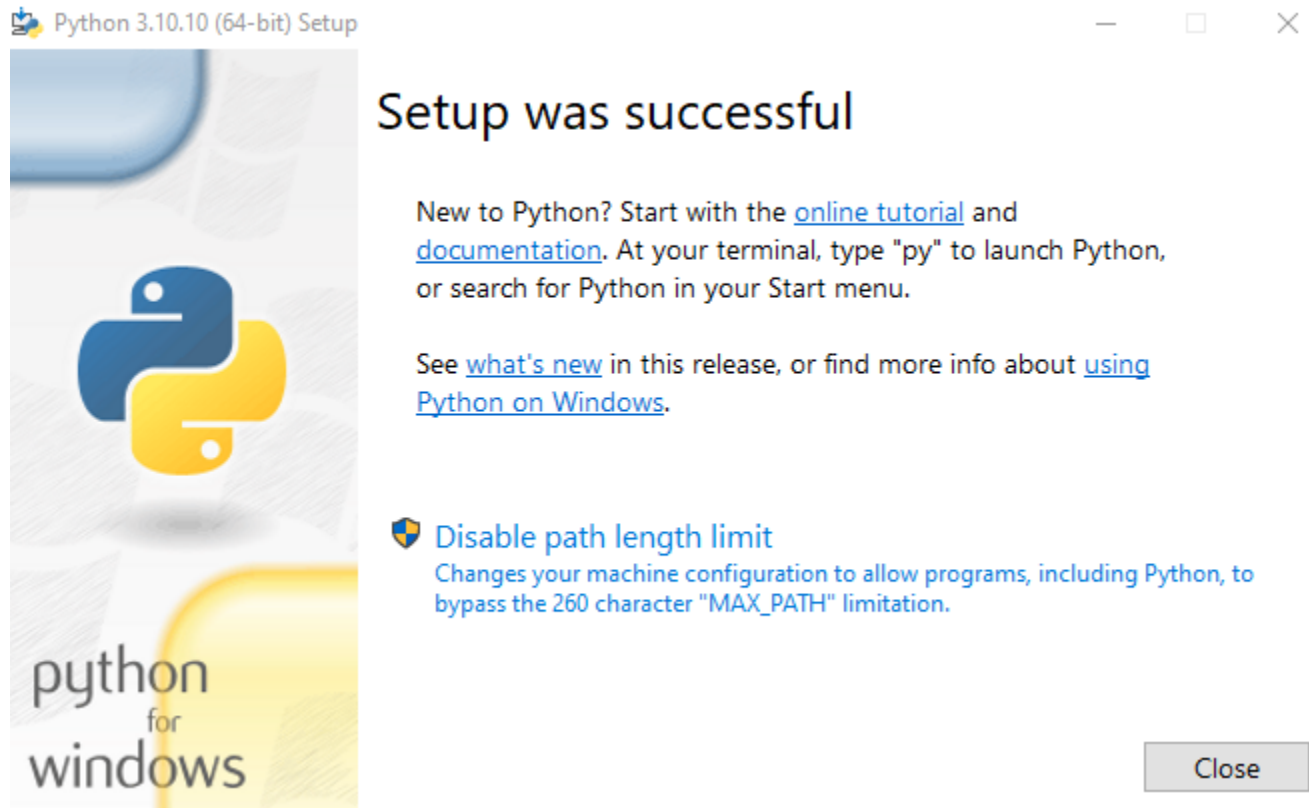 Python 3.10.10 (64-bit) Setup
Setup was successful
New to Python? Start with the online tutorial and
documentation. At your terminal, type "py" to launch Python,
or search for Python in your Start menu.
See what's new in this release, or find more info about using
Python on Windows.
Disable path length limit
Changes your machine configuration to allow programs, including Python, to
bypass the 260 character "MAX_PATH" limitation.
python
for
windows
Close